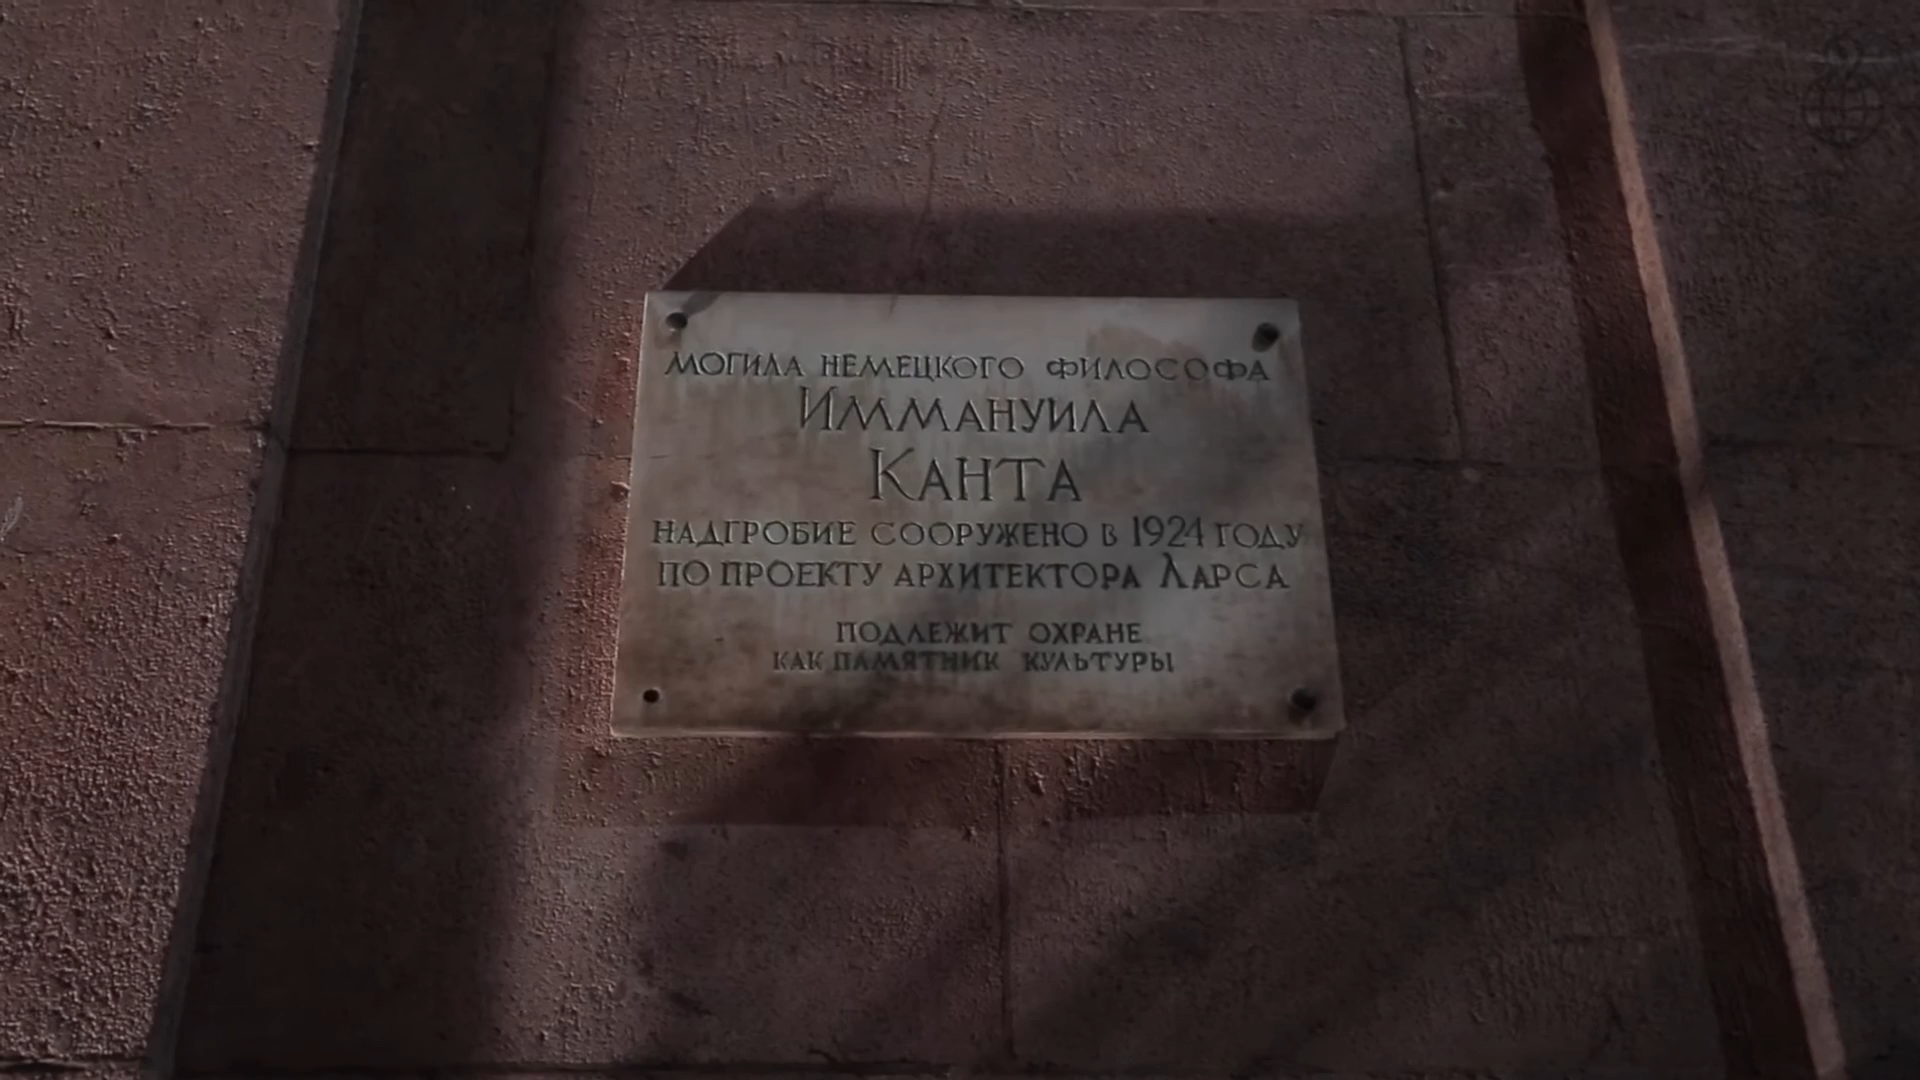 МОГИЛА НЕМЕЦКОГО ФИЛОСОФА
ИММАНУИЛА
КАНТА
НАДГРОБИЕ СООРУЖЕНО В 1924 ГОДУ
ПО ПРОЕКТУ АРХИТЕКТОРА ЛАРСА
ПОДЛЕЖИТ ОХРАНЕ
КАК ПАМЯТНИК КУЛЬТУРЫ